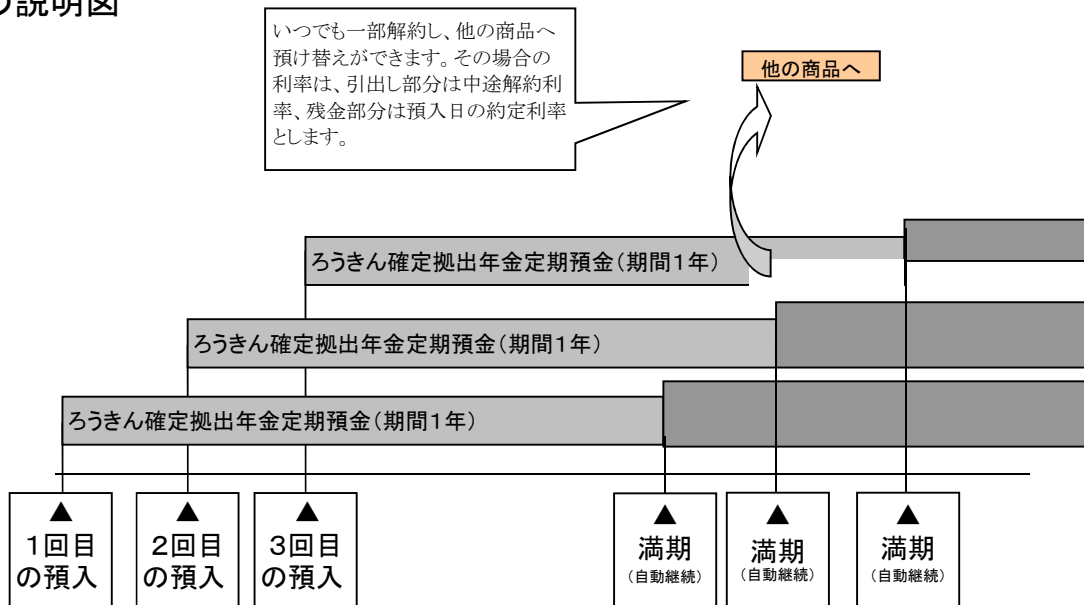 の説明図
いつでも一部解約し、他の商品へ
預け替えができます。その場合の
利率は、引出し部分は中途解約利
率、残金部分は預入日の約定利率
とします。
他の商品へ
ろうきん確定拠出年金定期預金(期間1年)
ろうきん確定拠出年金定期預金(期間1年)
ろうきん確定拠出年金定期預金(期間1年)
▲
1回目
の預入
▲
2回目
の預入
▲
3回目
の預入
▲
満期
(自動継続)
▲
満期
(自動継続)
▲
満期
(自動継続)